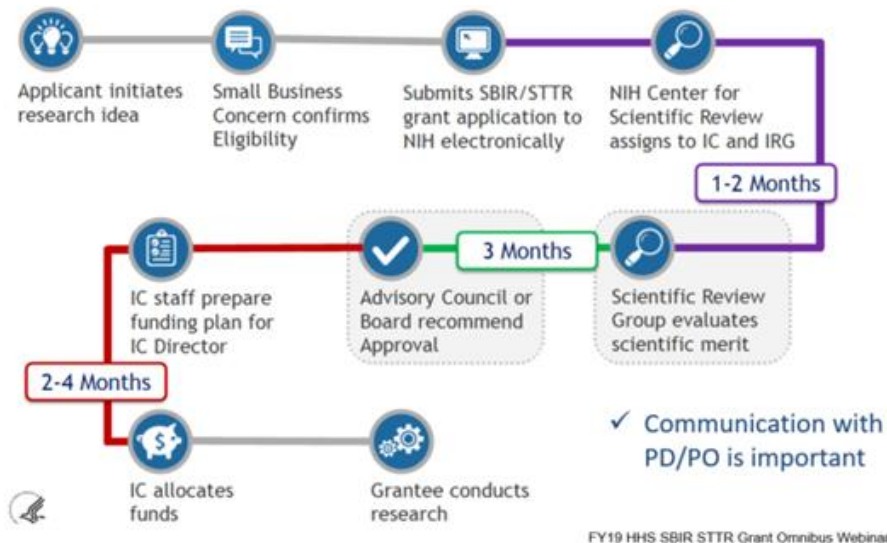 Applicant initiates
research idea
Small Business
Concern confirms
Eligibility
Submits SBIR/STTR
grant application to
NIH electronically
NIH Center for
Scientific Review
assigns to IC and IRG
1-2 Months
Scientific Review
Group evaluates
scientific merit
3 Months
Advisory Council or
Board recommend
Approval
IC staff prepare
funding plan for
IC Director
2-4 Months
$
IC allocates
funds
Grantee conducts
research
✓ Communication with
PD/PO is important
FY19 HHS SBIR STTR Grant Omnibus Webinar